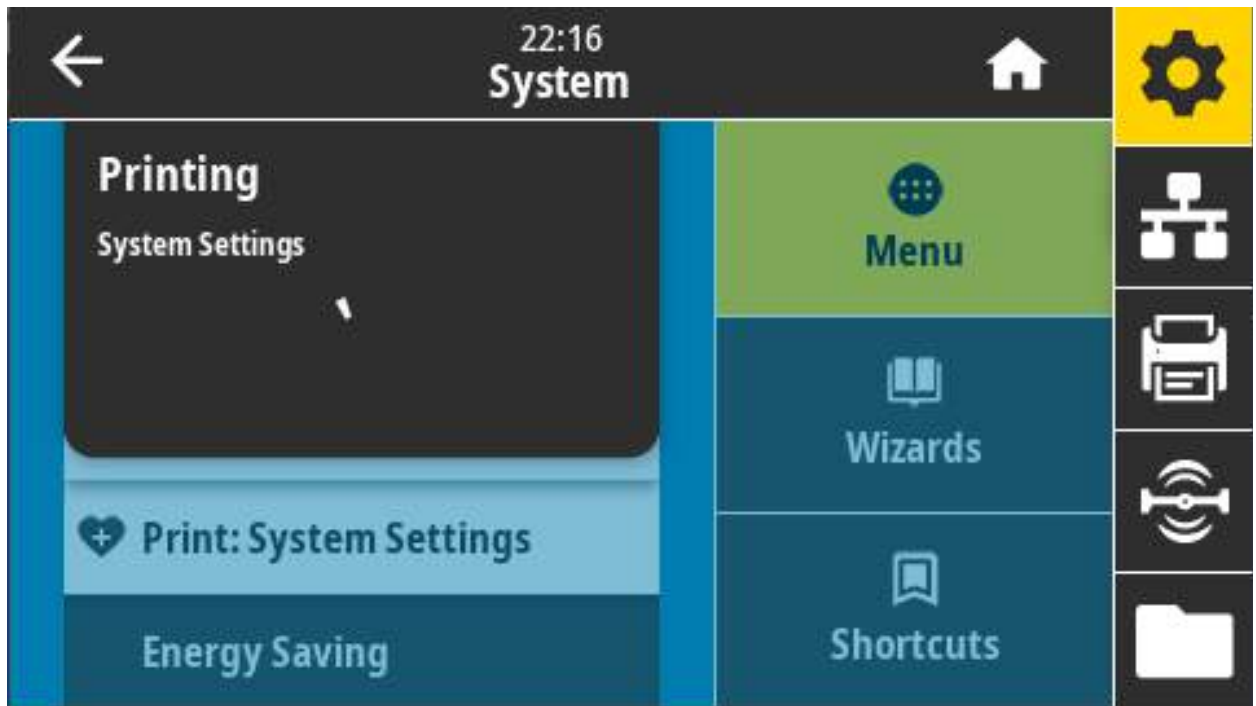 22:16
System
Printing
System Settings
Print: System Settings
Energy Saving
Menu
Wizards
Shortcuts